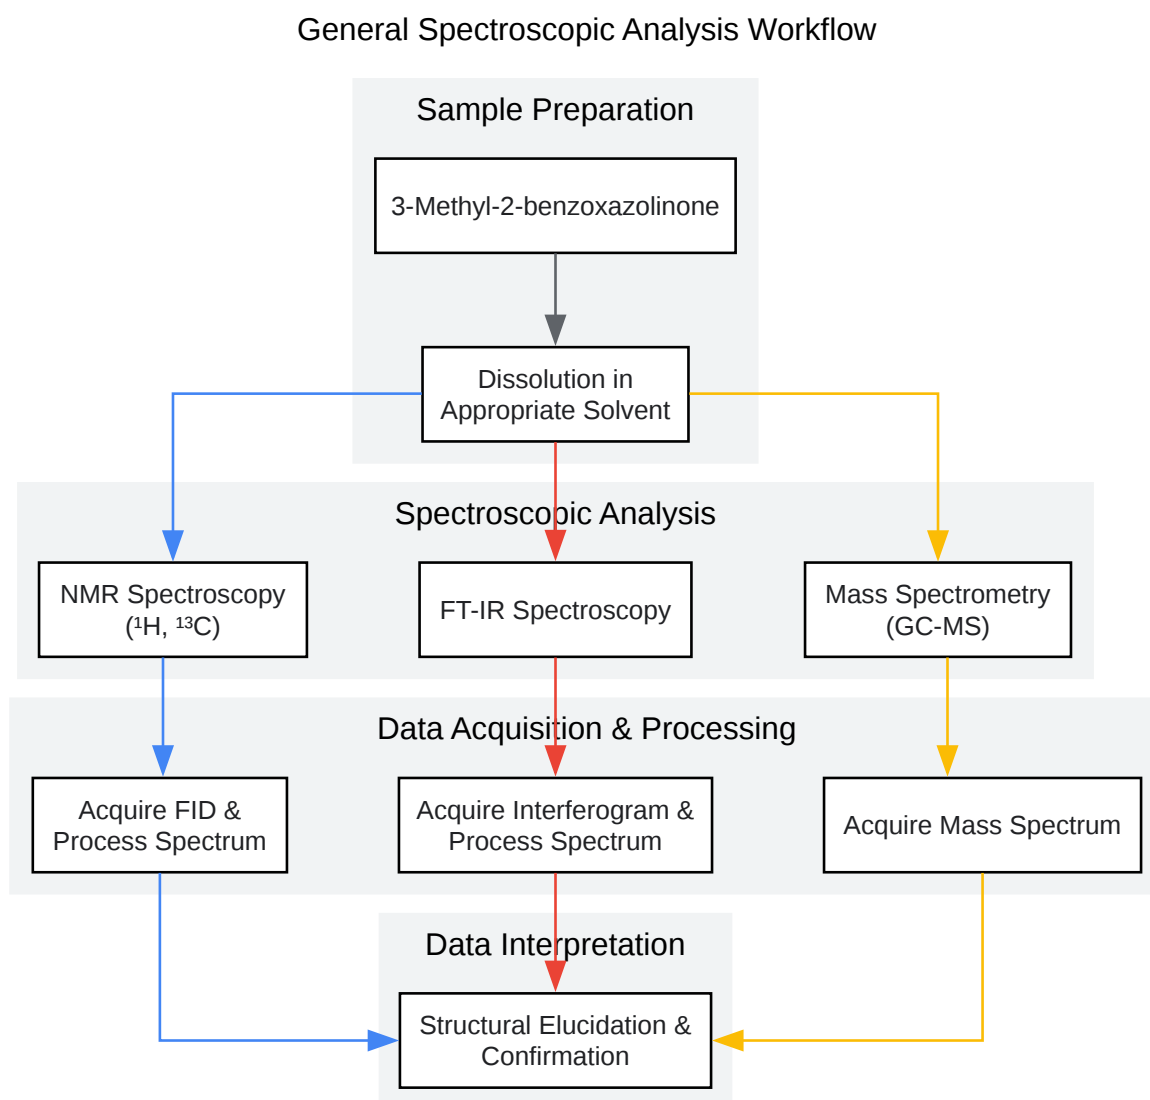 General Spectroscopic Analysis Workflow
Sample Preparation
3-Methyl-2-benzoxazolinone
Dissolution in
Appropriate Solvent
Spectroscopic Analysis
NMR Spectroscopy
(¹H, ¹³C)
FT-IR Spectroscopy
Mass Spectrometry
(GC-MS)
Data Acquisition & Processing
Acquire FID &
Process Spectrum
Acquire Interferogram &
Process Spectrum
Acquire Mass Spectrum
Data Interpretation
Structural Elucidation &
Confirmation